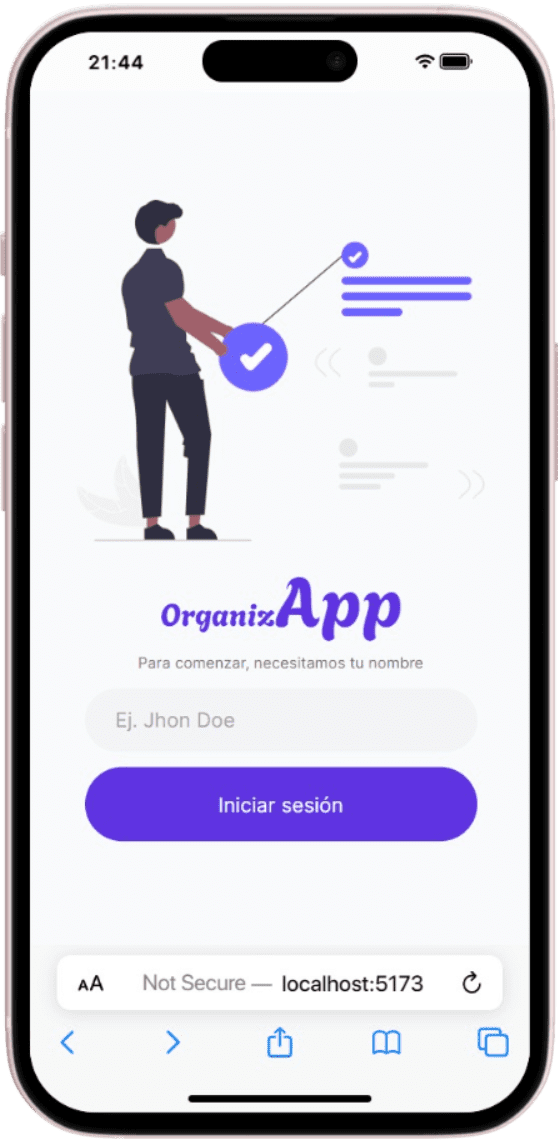 21:44
OrganizApp
Para comenzar, necesitamos tu nombre
Ej. Jhon Doe
Iniciar sesión
AA Not Secure — localhost:5173